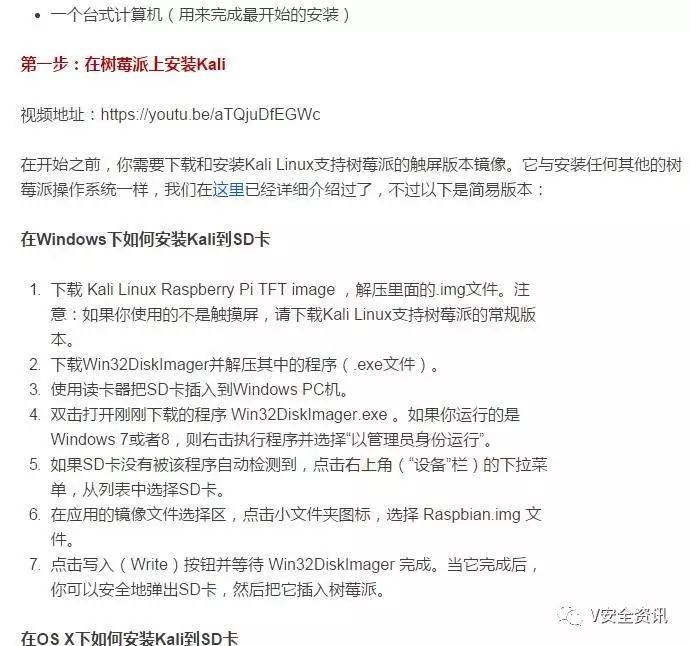 • 一个台式计算机（用来完成最开始的安装）
第一步：在树莓派上安装Kali
视频地址：https://youtu.be/aTQjuDfEGWc
在开始之前，你需要下载和安装Kali Linux支持树莓派的触屏版本镜像。它与安装任何其他的树
莓派操作系统一样，我们在这里已经详细介绍过了，不过以下是简易版本：
在Windows下如何安装Kali到SD卡
1. 下载 Kali Linux Raspberry Pi TFT image ，解压里面的.img文件。注
意：如果你使用的不是触摸屏，请下载Kali Linux支持树莓派的常规版
本。
2. 下载Win32DiskImager并解压其中的程序（.exe文件）。
3. 使用读卡器把SD卡插入到Windows PC机。
4. 双击打开刚刚下载的程序 Win32DiskImager.exe 。如果你运行的是
Windows 7或者8，则右击执行程序并选择“以管理员身份运行”。
5. 如果SD卡没有被该程序自动检测到，点击右上角（“设备”栏）的下拉菜
单，从列表中选择SD卡。
6. 在应用的镜像文件选择区，点击小文件夹图标，选择 Raspbian.img 文
件。
7. 点击写入（Write）按钮并等待 Win32DiskImager 完成。当它完成后，
你可以安全地弹出SD卡，然后把它插入树莓派。
V安全资讯
在OS X下如何安装Kali到SD卡